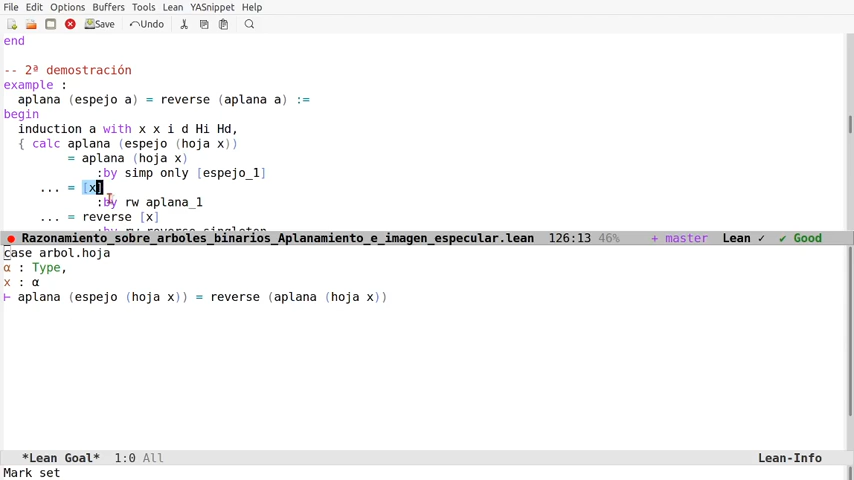 File Edit Options Buffers Tools Lean YASnippet Help
Save Undo
end
-- 2ª demostración
example :
aplana (espejo a) = reverse (aplana a) :=
begin
induction a with x x i d Hi Hd,
{ calc aplana (espejo (hoja x))
= aplana (hoja x)
:by simp only [espejo_1]
... = [x]
:by rw aplana_1
... = reverse [x]
:by rw reverse_singleton
Razonamiento_sobre_arboles_binarios_Aplanamiento_e_imagen_especular.lean 126:13 46% + master Lean ✓ ✔ Good
case arbol.hoja
α : Type,
x : α
⊢ aplana (espejo (hoja x)) = reverse (aplana (hoja x))
*Lean Goal* 1:0 All Lean-Info
Mark set